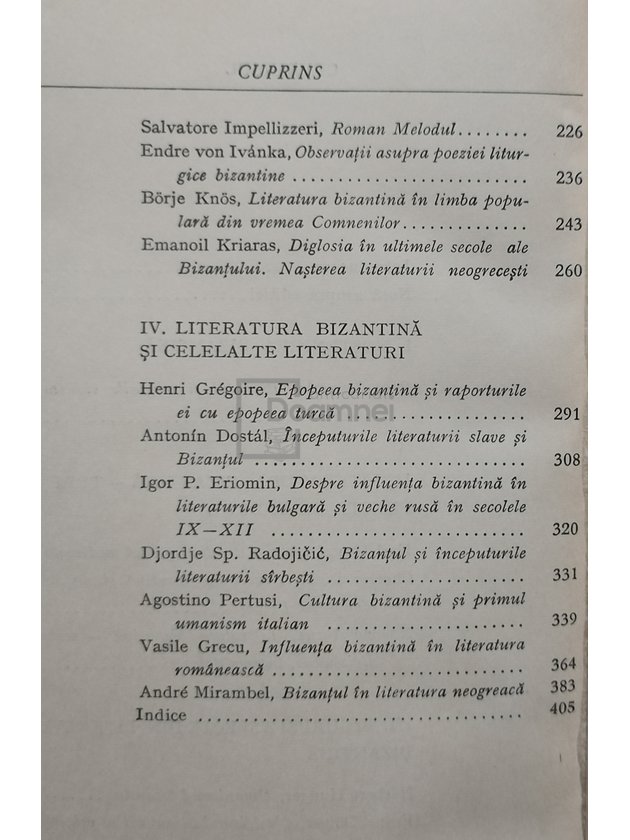 CUPRINS
Salvatore Impellizzeri, Roman Melodul........ 226
Endre von Ivánka, Observații asupra poeziei litur-
gice bizantine .......................... 236
Börje Knös, Literatura bizantină în limba popu-
lară din vremea Comnenilor.............. 243
Emanoil Kriaras, Diglosia în ultimele secole ale
Bizanțului. Nașterea literaturii neogrecești 260
IV. LITERATURA BIZANTINĂ
ȘI CELELALTE LITERATURI
Henri Grégoire, Epopeea bizantină și raporturile
ei cu epopeea turcă .................... 291
Antonín Dostál, Începuturile literaturii slave și
Bizanțul .............................. 308
Igor P. Eriomin, Despre influența bizantină în
literaturile bulgară și veche rusă în secolele
IX—XII ............................ 320
Djordje Sp. Radojičić, Bizanțul și începuturile
literaturii sîrbești ...................... 331
Agostino Pertusi, Cultura bizantină și primul
umanism italian ...................... 339
Vasile Grecu, Influența bizantină în literatura
românească ............................ 364
André Mirambel, Bizanțul în literatura neogreacă 383
Indice .................................... 405